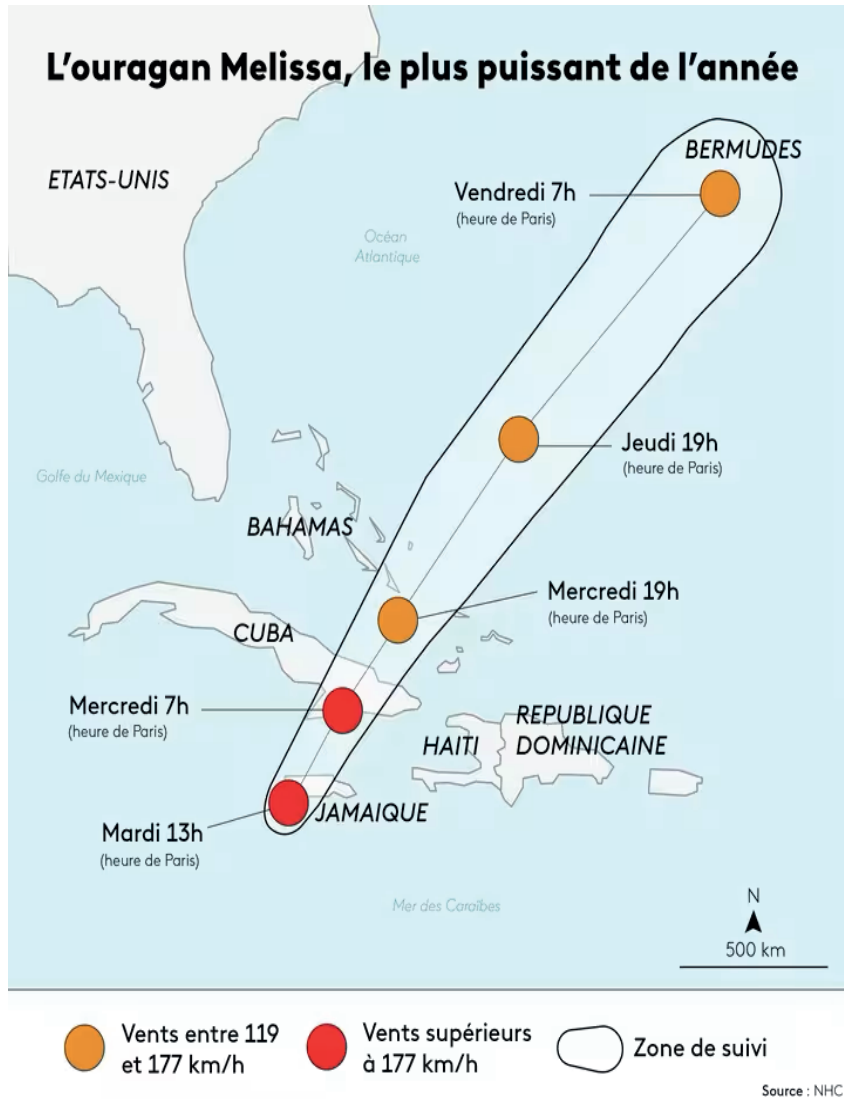 L’ouragan Melissa, le plus puissant de l’année
BERMUDES
ETATS-UNIS
Vendredi 7h
(heure de Paris)
Océan
Atlantique
Jeudi 19h
(heure de Paris)
Golfe du Mexique
BAHAMAS
Mercredi 19h
(heure de Paris)
CUBA
Mercredi 7h
(heure de Paris)
REPUBLIQUE
DOMINICAINE
HAITI
JAMAIQUE
Mardi 13h
(heure de Paris)
Mer des Caraïbes
N
500 km
Vents entre 119
et 177 km/h
Vents supérieurs
à 177 km/h
Zone de suivi
Source : NHC